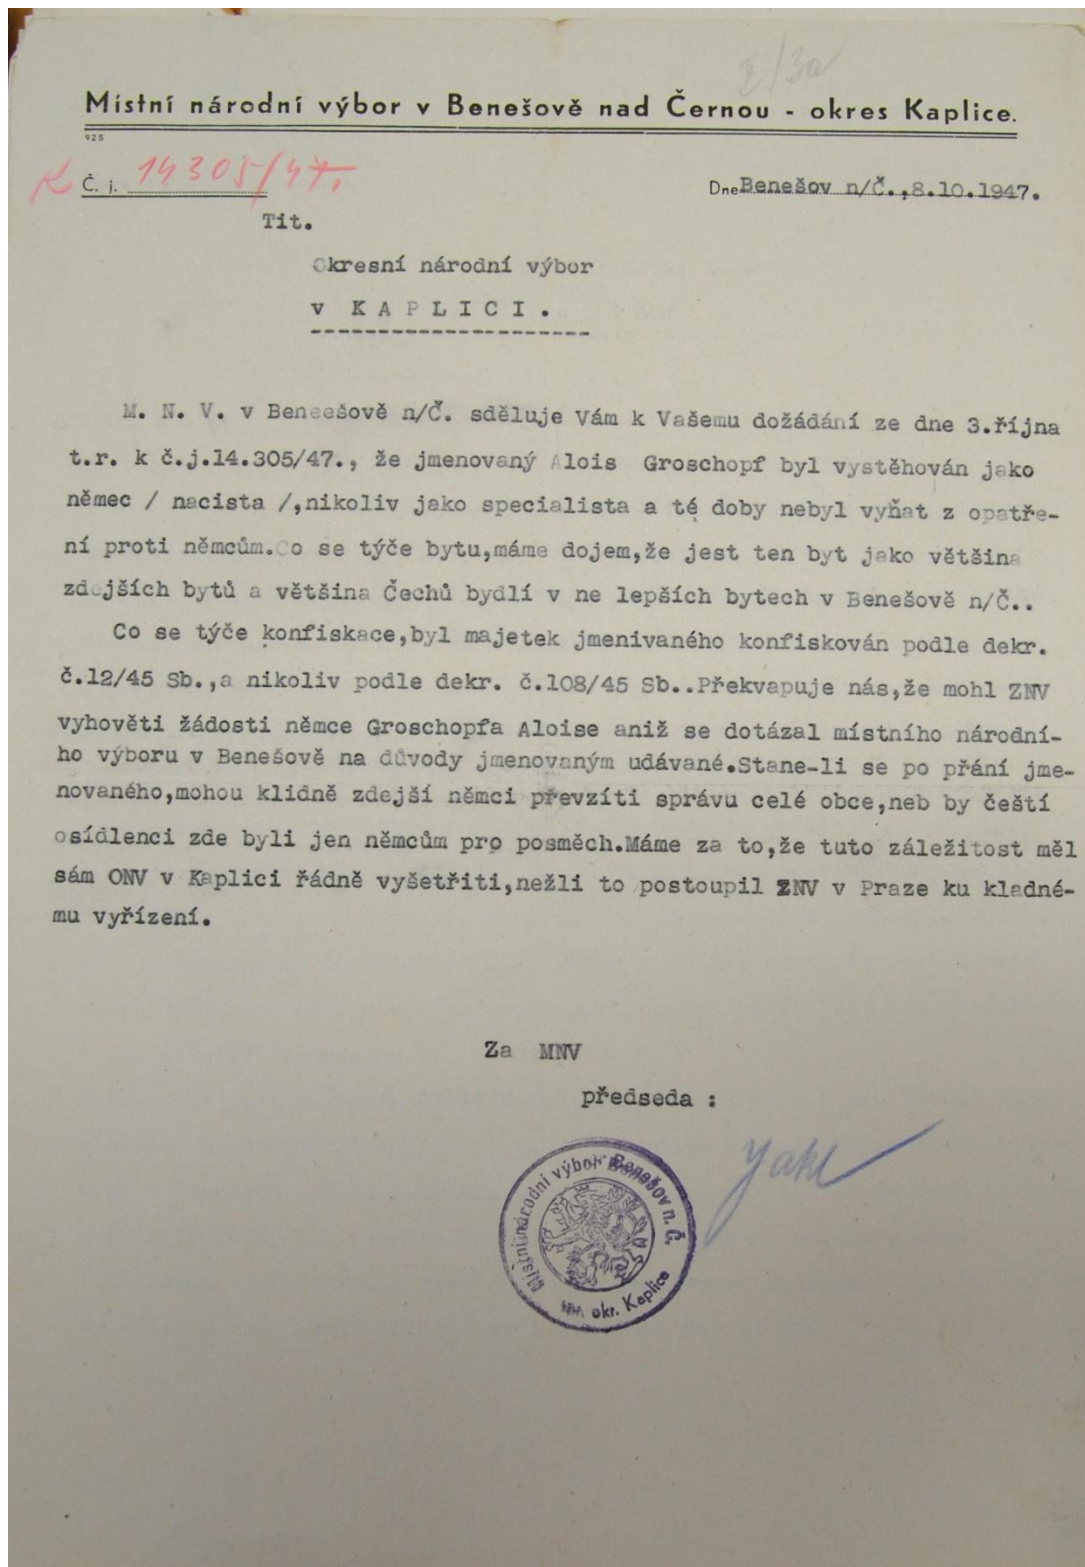 I/3a
Místní národní výbor v Benešově nad Černou - okres Kaplice.
925
K Č. j. 14305/47. Dne Benešov n/Č.,8.10.1947.
Tit.
Okresní národní výbor
v K A P L I C I .
M. N. V. v Beneešově n/Č. sděluje Vám k Vašemu dožádání ze dne 3.října
t.r. k č.j.14.305/47., že jmenovaný Alois Groschopf byl vystěhován jako
němec / nacista /,nikoliv jako specialista a té doby nebyl vyňat z opatře-
ní proti němcům.Co se týče bytu,máme dojem,že jest ten byt jako většina
zdejších bytů a většina Čechů bydlí v ne lepších bytech v Benešově n/Č..
Co se týče konfiskace,byl majetek jmenivaného konfiskován podle dekr.
č.12/45 Sb.,a nikoliv podle dekr. č.108/45 Sb..Překvapuje nás,že mohl ZNV
vyhověti žádosti němce Groschopfa Aloise aniž se dotázal místního národní-
ho výboru v Benešově na důvody jmenovaným udávané.Stane-li se po přání jme-
novaného,mohou klidně zdejší němci převzíti správu celé obce,neb by čeští
osídlenci zde byli jen němcům pro posměch.Máme za to,že tuto záležitost měl
sám ONV v Kaplici řádně vyšetřiti,nežli to postoupil ZNV v Praze ku kladné-
mu vyřízení.
Za MNV
předseda :
Místní národní výbor Benešov n. Č.
okr. Kaplice